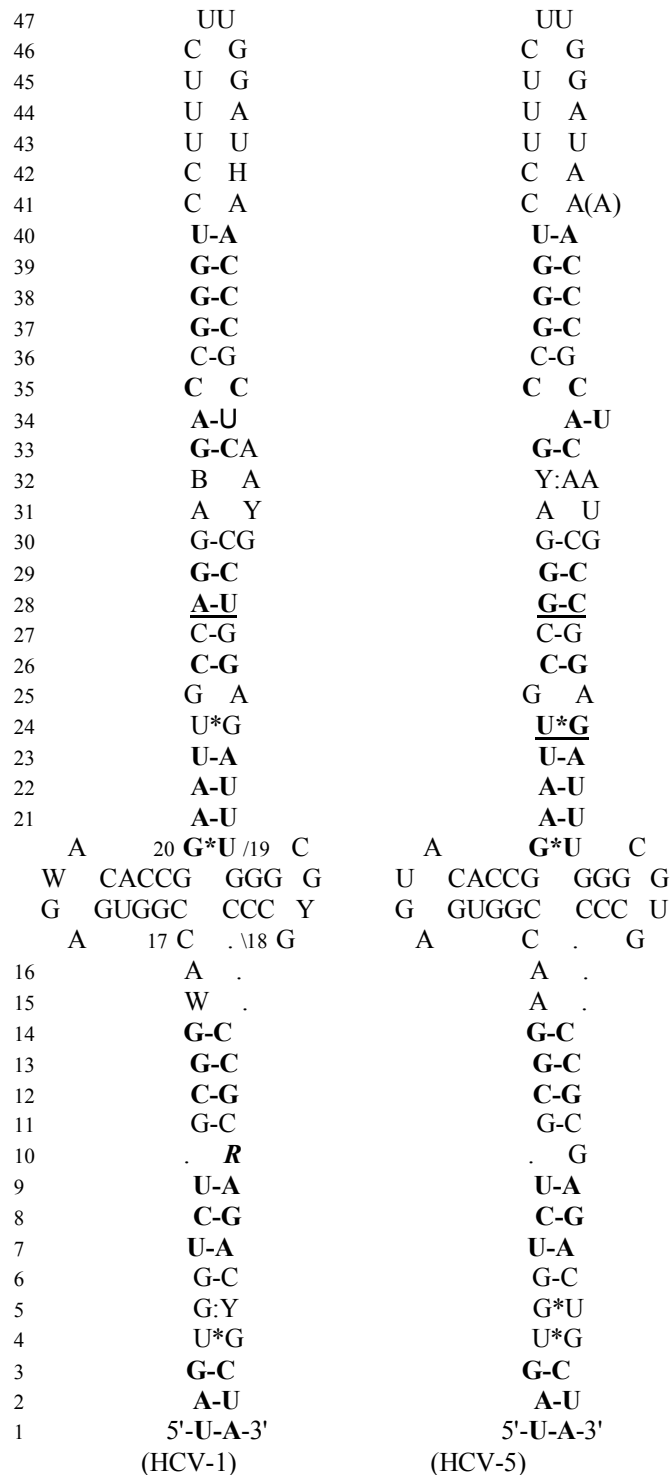 47 UU UU
46 C G C G
45 U G U G
44 U A U A
43 U U U U
42 C H C A
41 C A C A(A)
40 U-A U-A
39 G-C G-C
38 G-C G-C
37 G-C G-C
36 C-G C-G
35 C C C C
34 A-U A-U
33 G-CA G-C
32 B A Y:AA
31 A Y A U
30 G-CG G-CG
29 G-C G-C
28 A-U G-C
27 C-G C-G
26 C-G C-G
25 G A G A
24 U*G U*G
23 U-A U-A
22 A-U A-U
21 A-U A-U
A 20 G*U /19 C A G*U C
W CACCG GGG G U CACCG GGG G
G GUGGC CCC Y G GUGGC CCC U
A 17 C . \18 G A C . G
16 A . A .
15 W . A .
14 G-C G-C
13 G-C G-C
12 C-G C-G
11 G-C G-C
10 . R . G
9 U-A U-A
8 C-G C-G
7 U-A U-A
6 G-C G-C
5 G:Y G*U
4 U*G U*G
3 G-C G-C
2 A-U A-U
1 5'-U-A-3' 5'-U-A-3'
(HCV-1) (HCV-5)